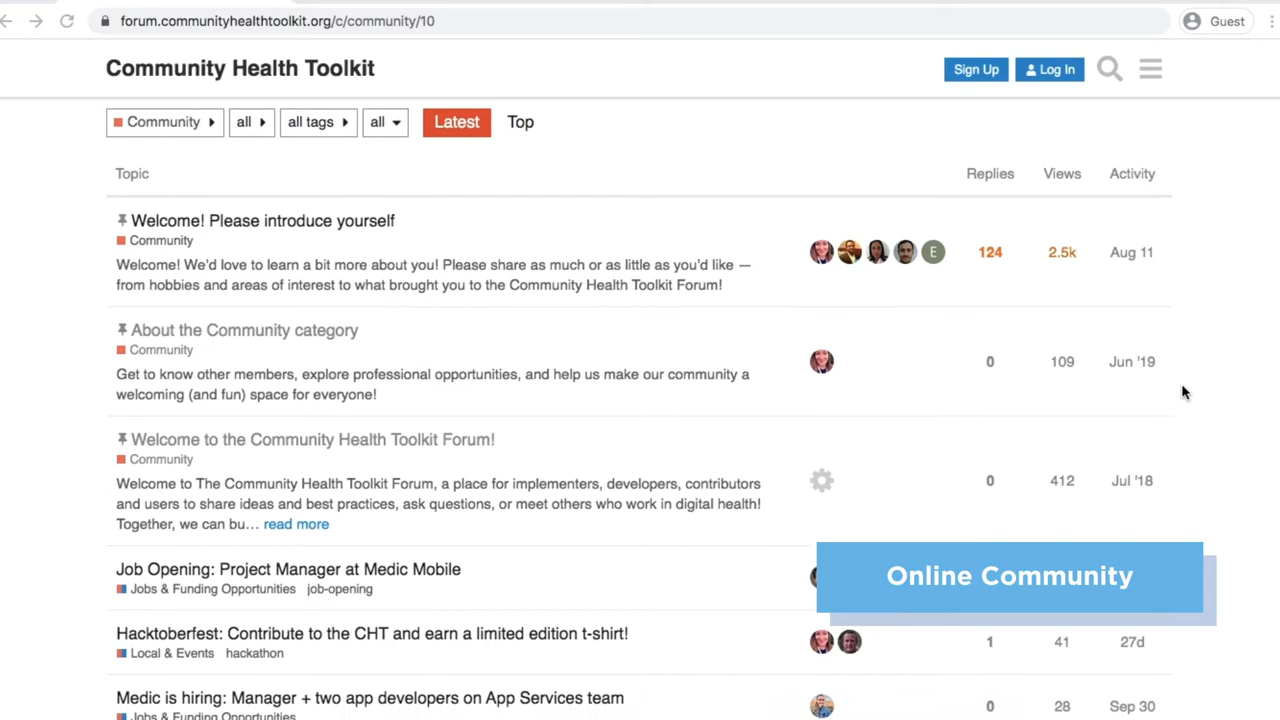 forum.communityhealthtoolkit.org/c/community/10
Guest
Community Health Toolkit
Sign Up
Log In
Community
all
all tags
all
Latest
Top
Topic
Replies
Views
Activity
Welcome! Please introduce yourself
Community
Welcome! We'd love to learn a bit more about you! Please share as much or as little as you'd like —
from hobbies and areas of interest to what brought you to the Community Health Toolkit Forum!
E
124
2.5k
Aug 11
About the Community category
Community
Get to know other members, explore professional opportunities, and help us make our community a
welcoming (and fun) space for everyone!
0
109
Jun '19
Welcome to the Community Health Toolkit Forum!
Community
Welcome to The Community Health Toolkit Forum, a place for implementers, developers, contributors
and users to share ideas and best practices, ask questions, or meet others who work in digital health!
Together, we can bu... read more
0
412
Jul '18
Job Opening: Project Manager at Medic Mobile
Jobs & Funding Opportunities job-opening
Online Community
Hacktoberfest: Contribute to the CHT and earn a limited edition t-shirt!
Local & Events hackathon
1
41
27d
Medic is hiring: Manager + two app developers on App Services team
Jobs & Funding Opportunities
0
28
Sep 30